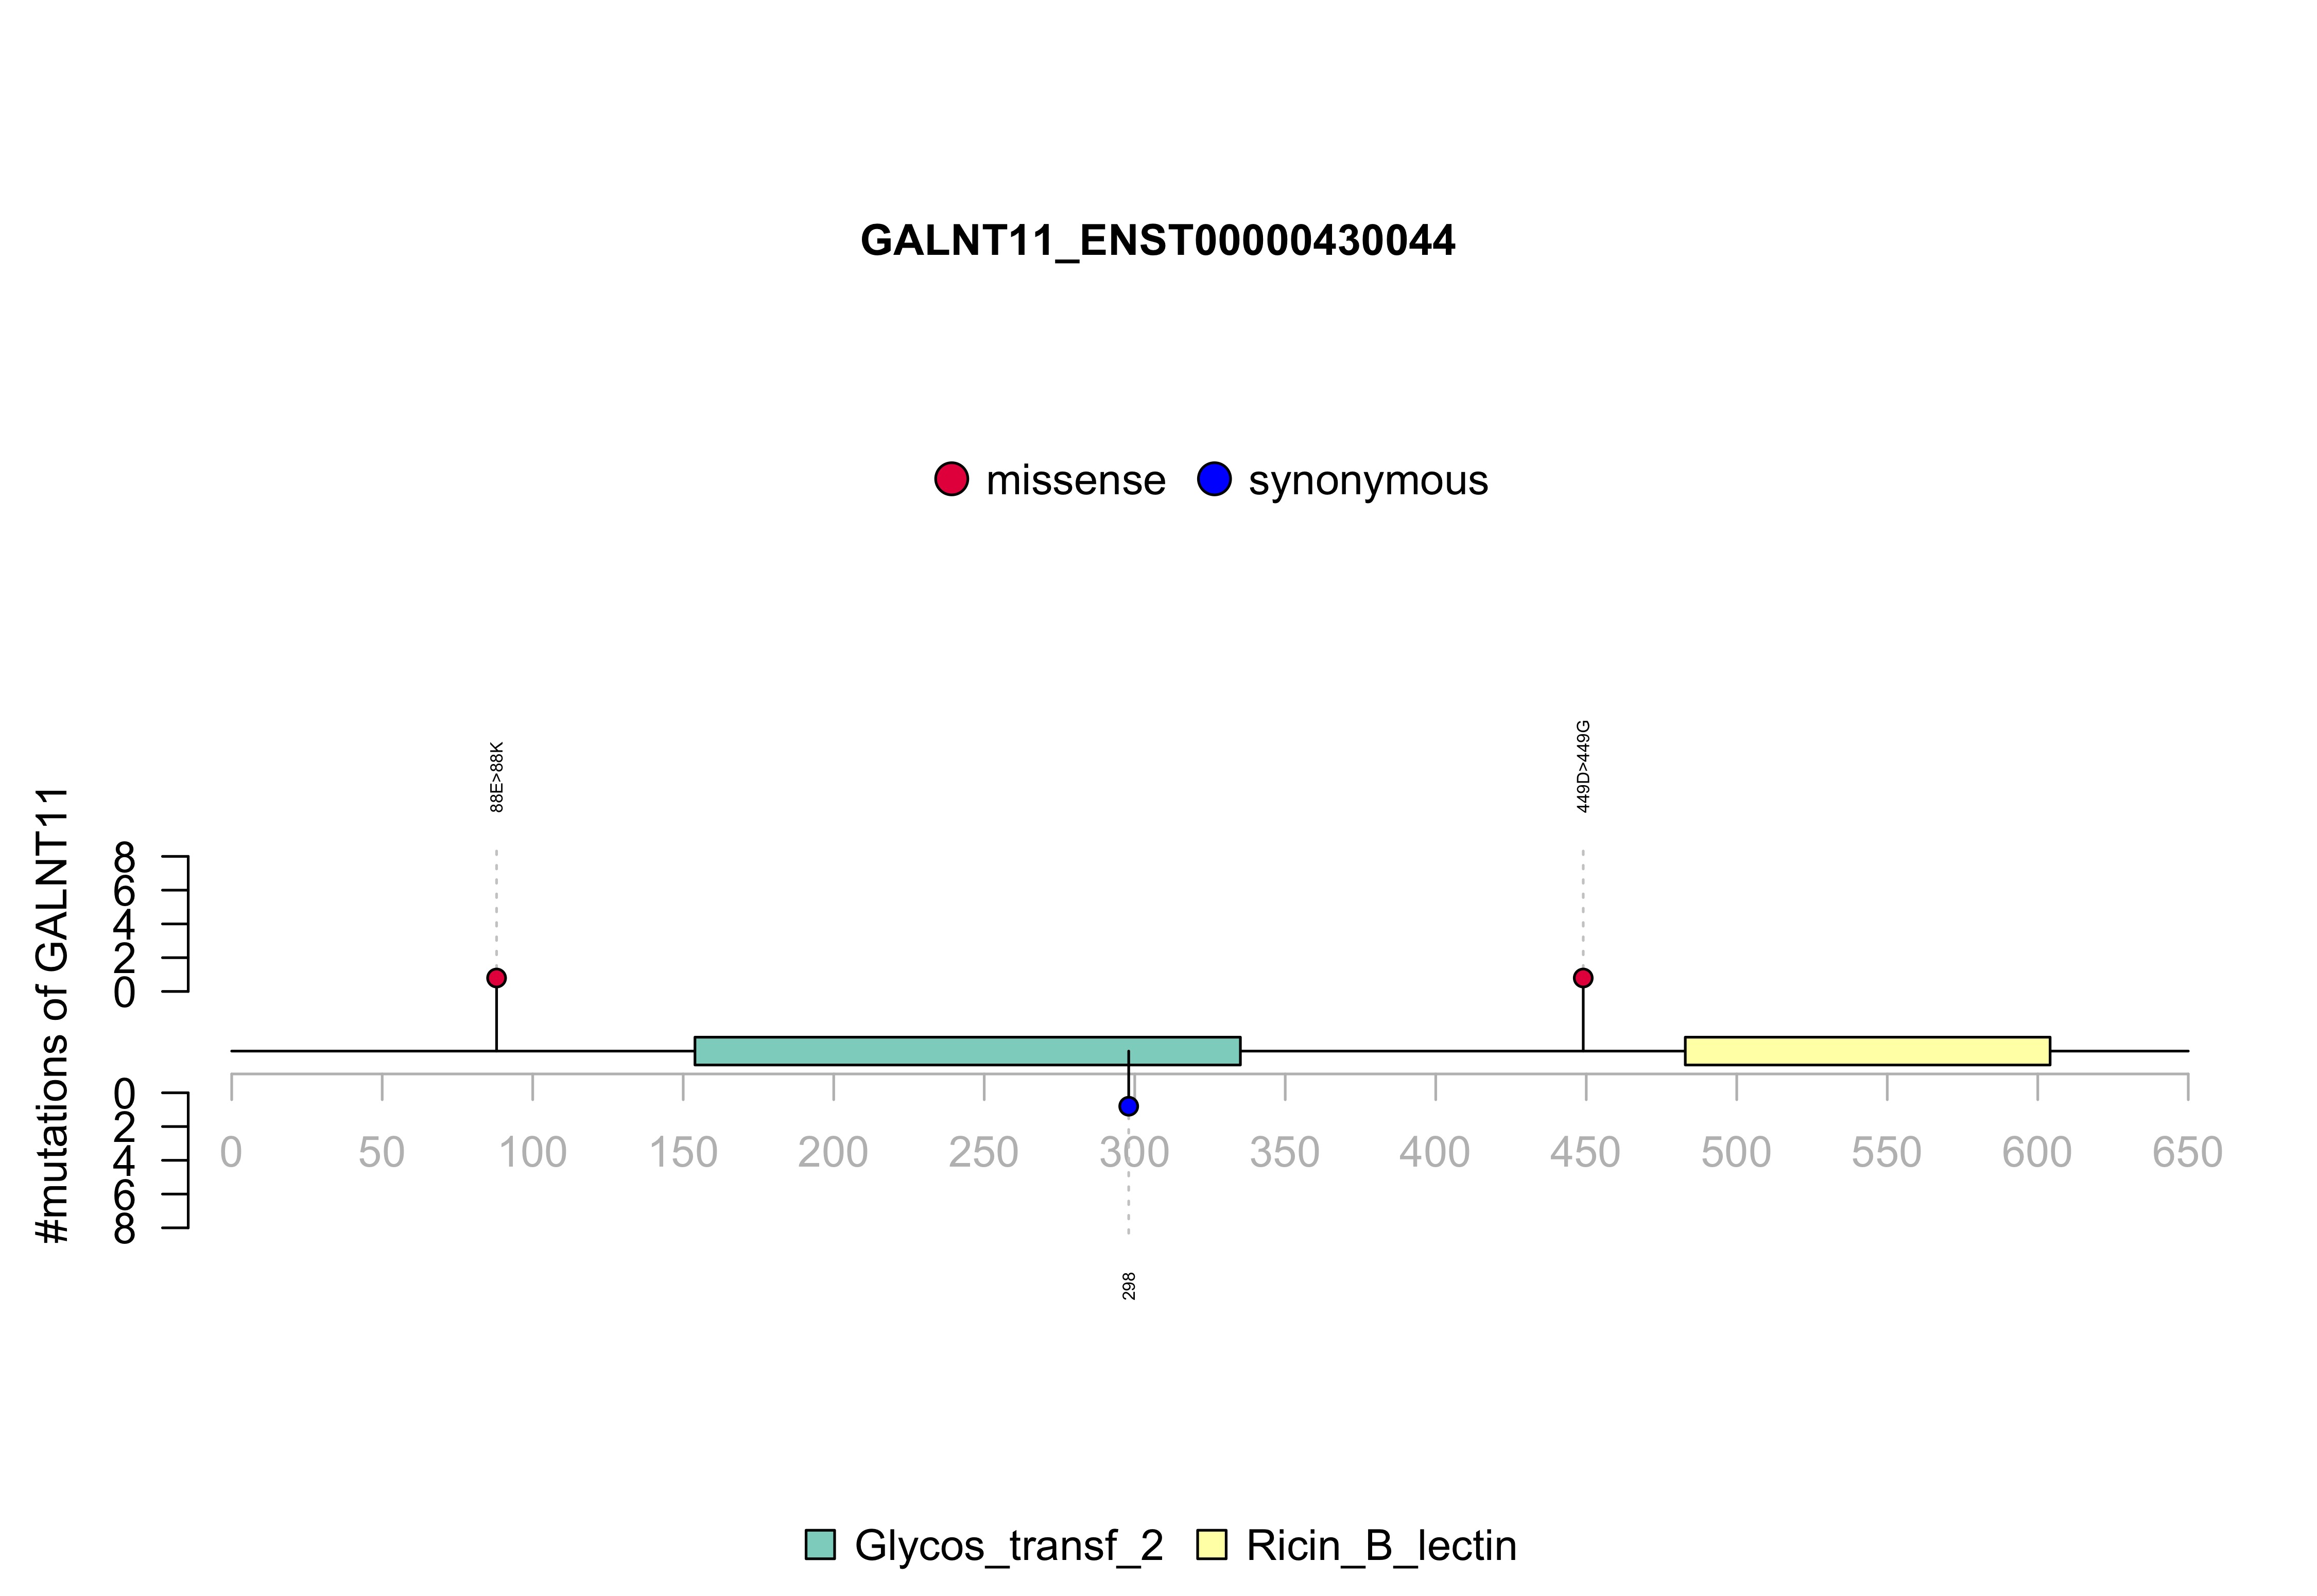 GALNT11_ENST00000430044
missense synonymous
88E>88K
449D>449G
#mutations of GALNT11
8
6
4
2
0
0
2
4
6
8
0 50 100 150 200 250 300 350 400 450 500 550 600 650
298
Glycos_transf_2 Ricin_B_lectin